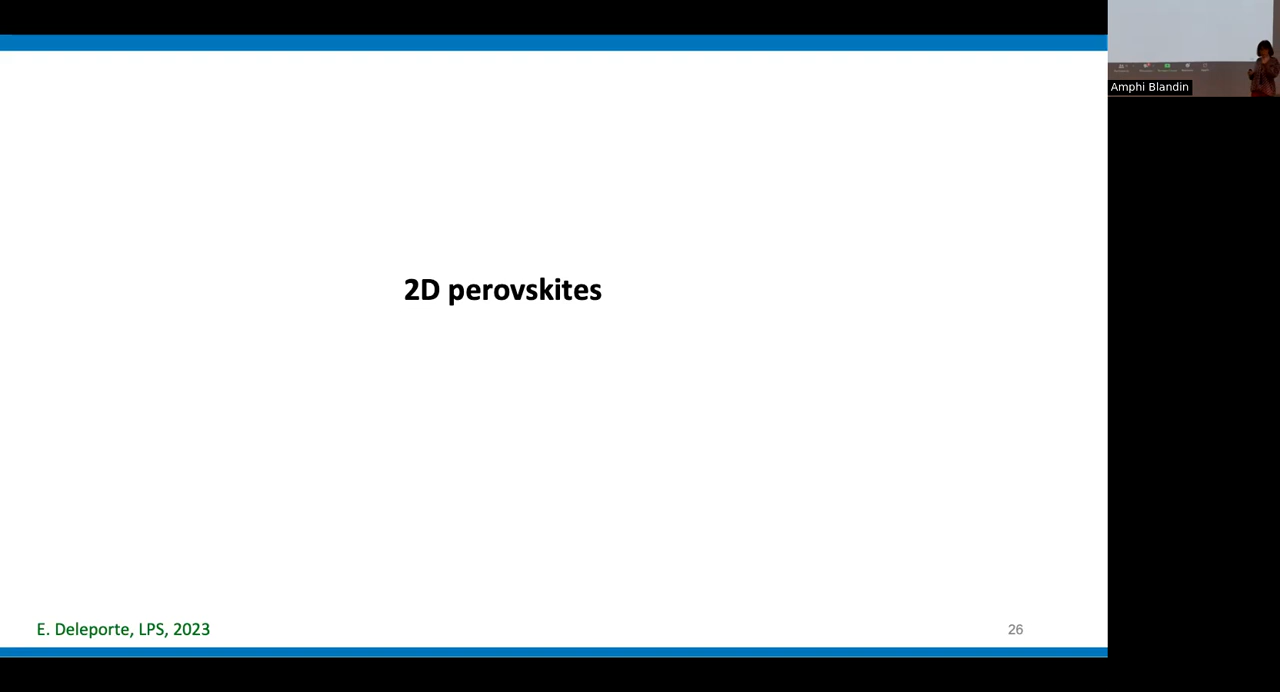 Amphi Blandin
2D perovskites
E. Deleporte, LPS, 2023
26